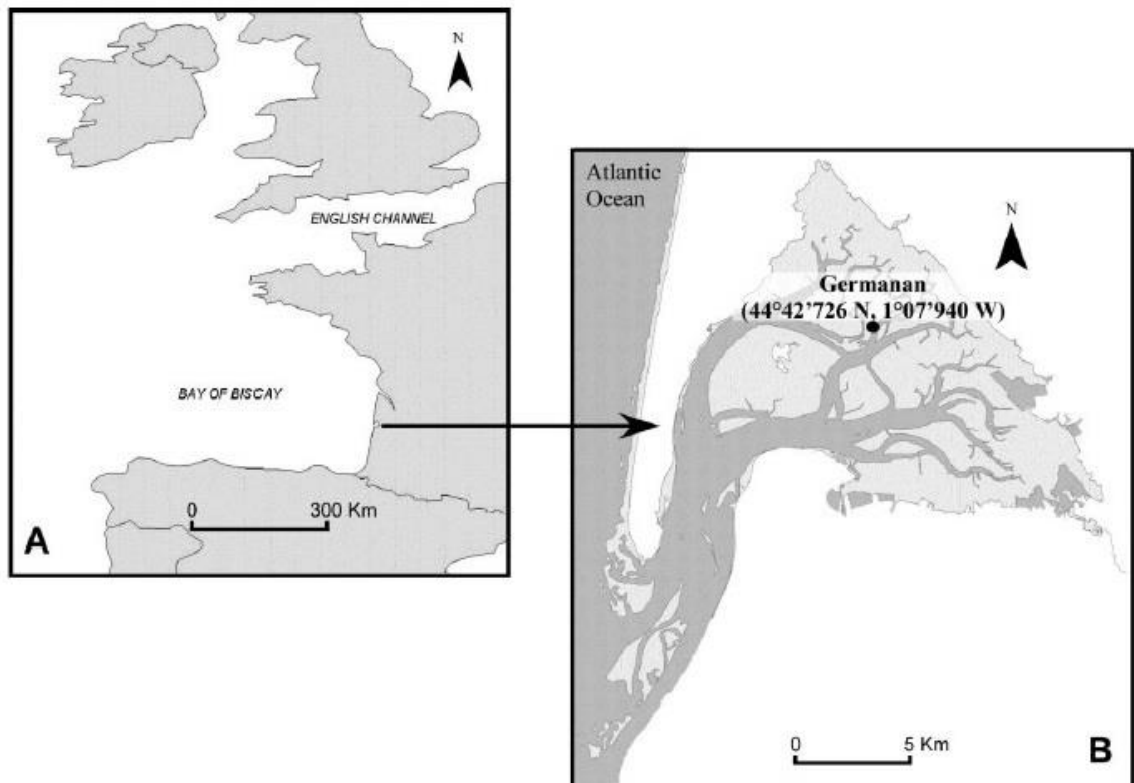 N
ENGLISH CHANNEL
BAY OF BISCAY
0 300 Km
A
Atlantic
Ocean
N
Germanan
(44°42’726 N, 1°07’940 W)
0 5 Km
B